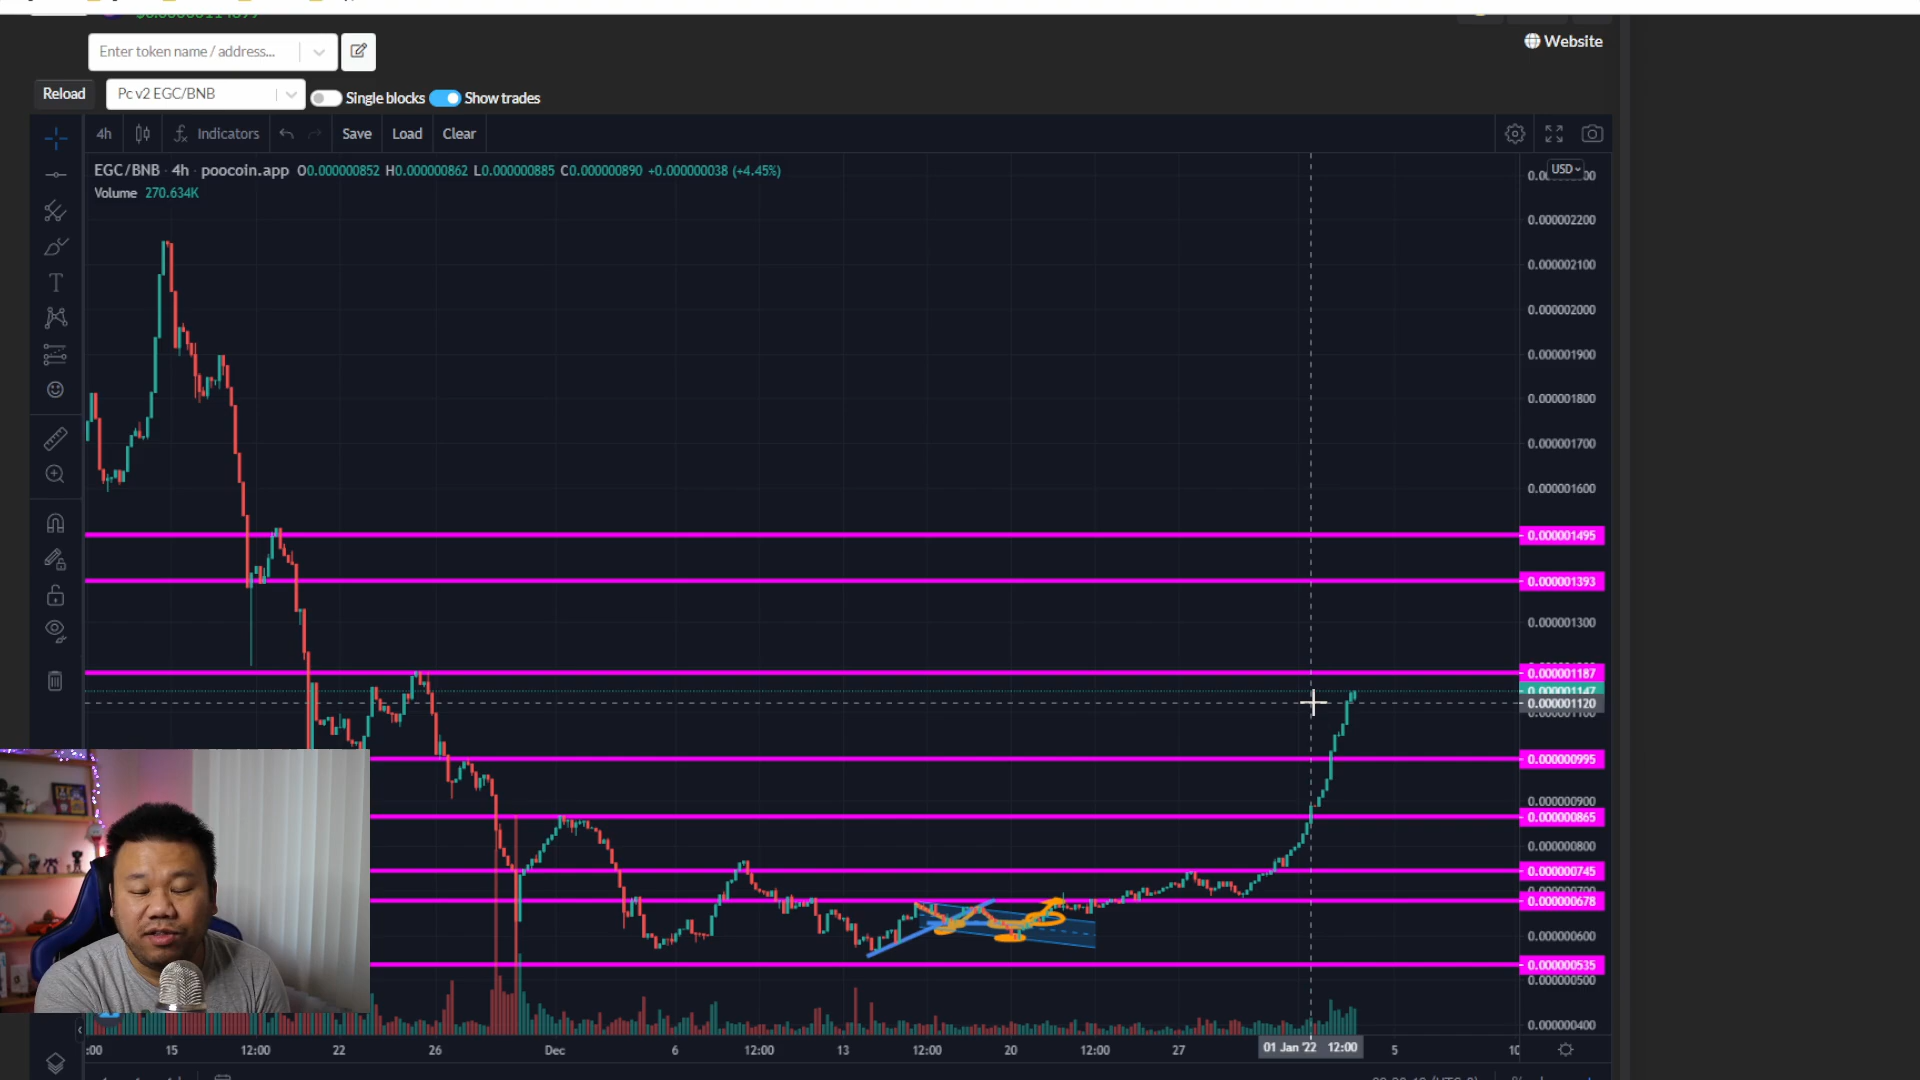 Enter token name / address...
Website
Reload
Pc v2 EGC/BNB
Single blocks
Show trades
4h
Indicators
Save
Load
Clear
EGC/BNB · 4h · poocoin.app O0.000000852 H0.000000862 L0.000000885 C0.000000890 +0.000000038 (+4.45%)
USD
Volume 270.634K
0.000002200
0.000002100
0.000002000
0.000001900
0.000001800
0.000001700
0.000001600
0.000001495
0.000001393
0.000001300
0.000001187
0.000001147
0.000001120
0.000000995
0.000000900
0.000000865
0.000000800
0.000000745
0.000000678
0.000000600
0.000000535
0.000000500
0.000000400
:00 15 12:00 22 26 Dec 6 12:00 13 12:00 20 12:00 27 01 Jan '22 12:00 5 10